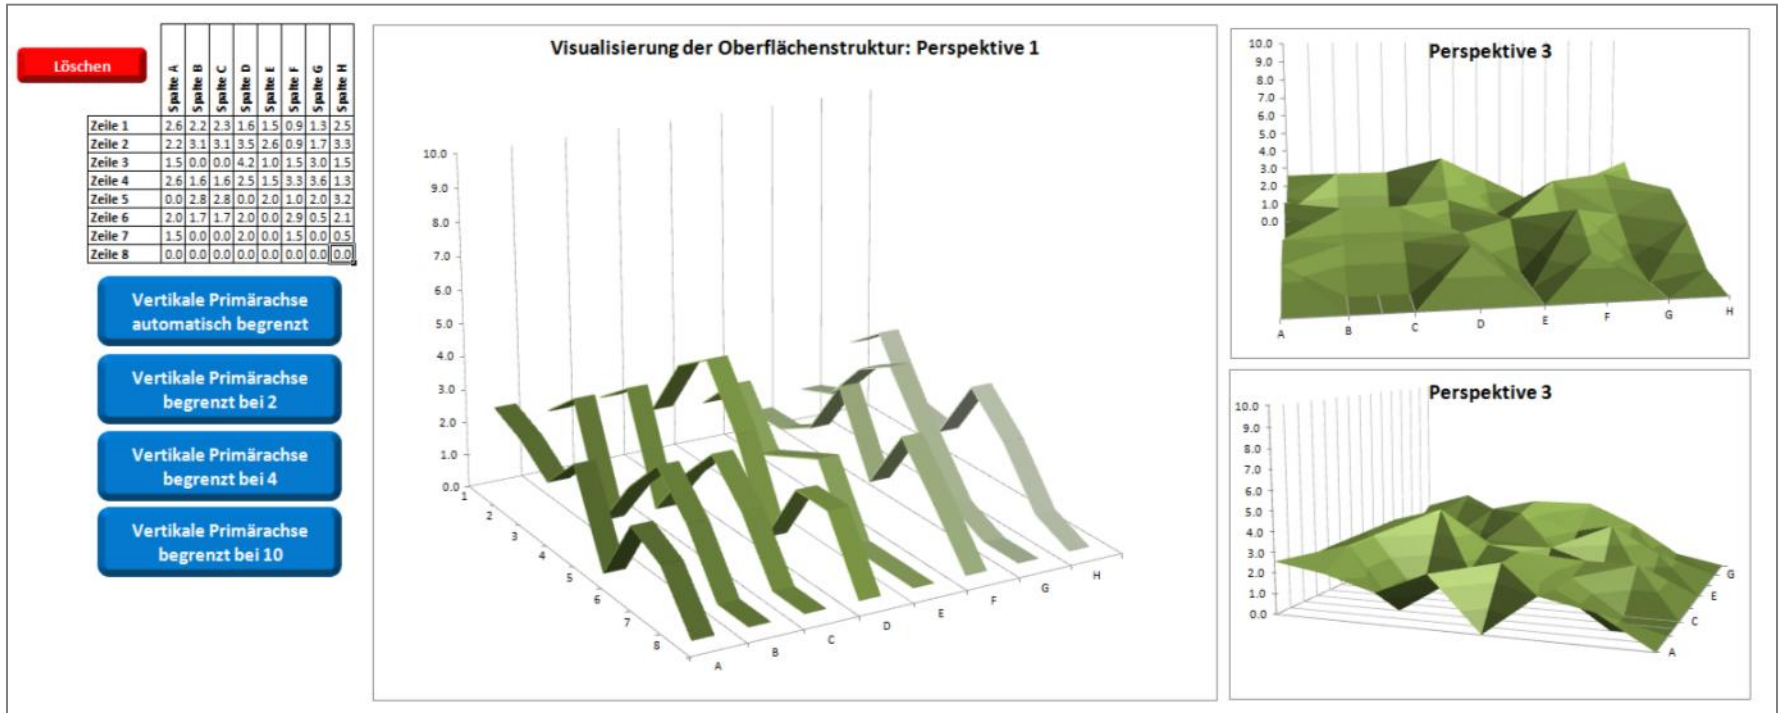 Löschen
Spalte A Spalte B Spalte C Spalte D Spalte E Spalte F Spalte G Spalte H
Zeile 1 2.6 2.2 2.3 1.6 1.5 0.9 1.3 2.5
Zeile 2 2.2 3.1 3.1 3.5 2.6 0.9 1.7 3.3
Zeile 3 1.5 0.0 0.0 4.2 1.0 1.5 3.0 1.5
Zeile 4 2.6 1.6 1.6 2.5 1.5 3.3 3.6 1.3
Zeile 5 0.0 2.8 2.8 0.0 2.0 1.0 2.0 3.2
Zeile 6 2.0 1.7 1.7 2.0 0.0 2.9 0.5 2.1
Zeile 7 1.5 0.0 0.0 2.0 0.0 1.5 0.0 0.5
Zeile 8 0.0 0.0 0.0 0.0 0.0 0.0 0.0 0.0
Vertikale Primärachse
automatisch begrenzt
Vertikale Primärachse
begrenzt bei 2
Vertikale Primärachse
begrenzt bei 4
Vertikale Primärachse
begrenzt bei 10
Visualisierung der Oberflächenstruktur: Perspektive 1
10.0
9.0
8.0
7.0
6.0
5.0
4.0
3.0
2.0
1.0
0.0
1
2
3
4
5
6
7
8
A
B
C
D
E
F
G
H
Perspektive 3
10.0
9.0
8.0
7.0
6.0
5.0
4.0
3.0
2.0
1.0
0.0
A B C D E F G H
Perspektive 3
10.0
9.0
8.0
7.0
6.0
5.0
4.0
3.0
2.0
1.0
0.0
G
E
C
A